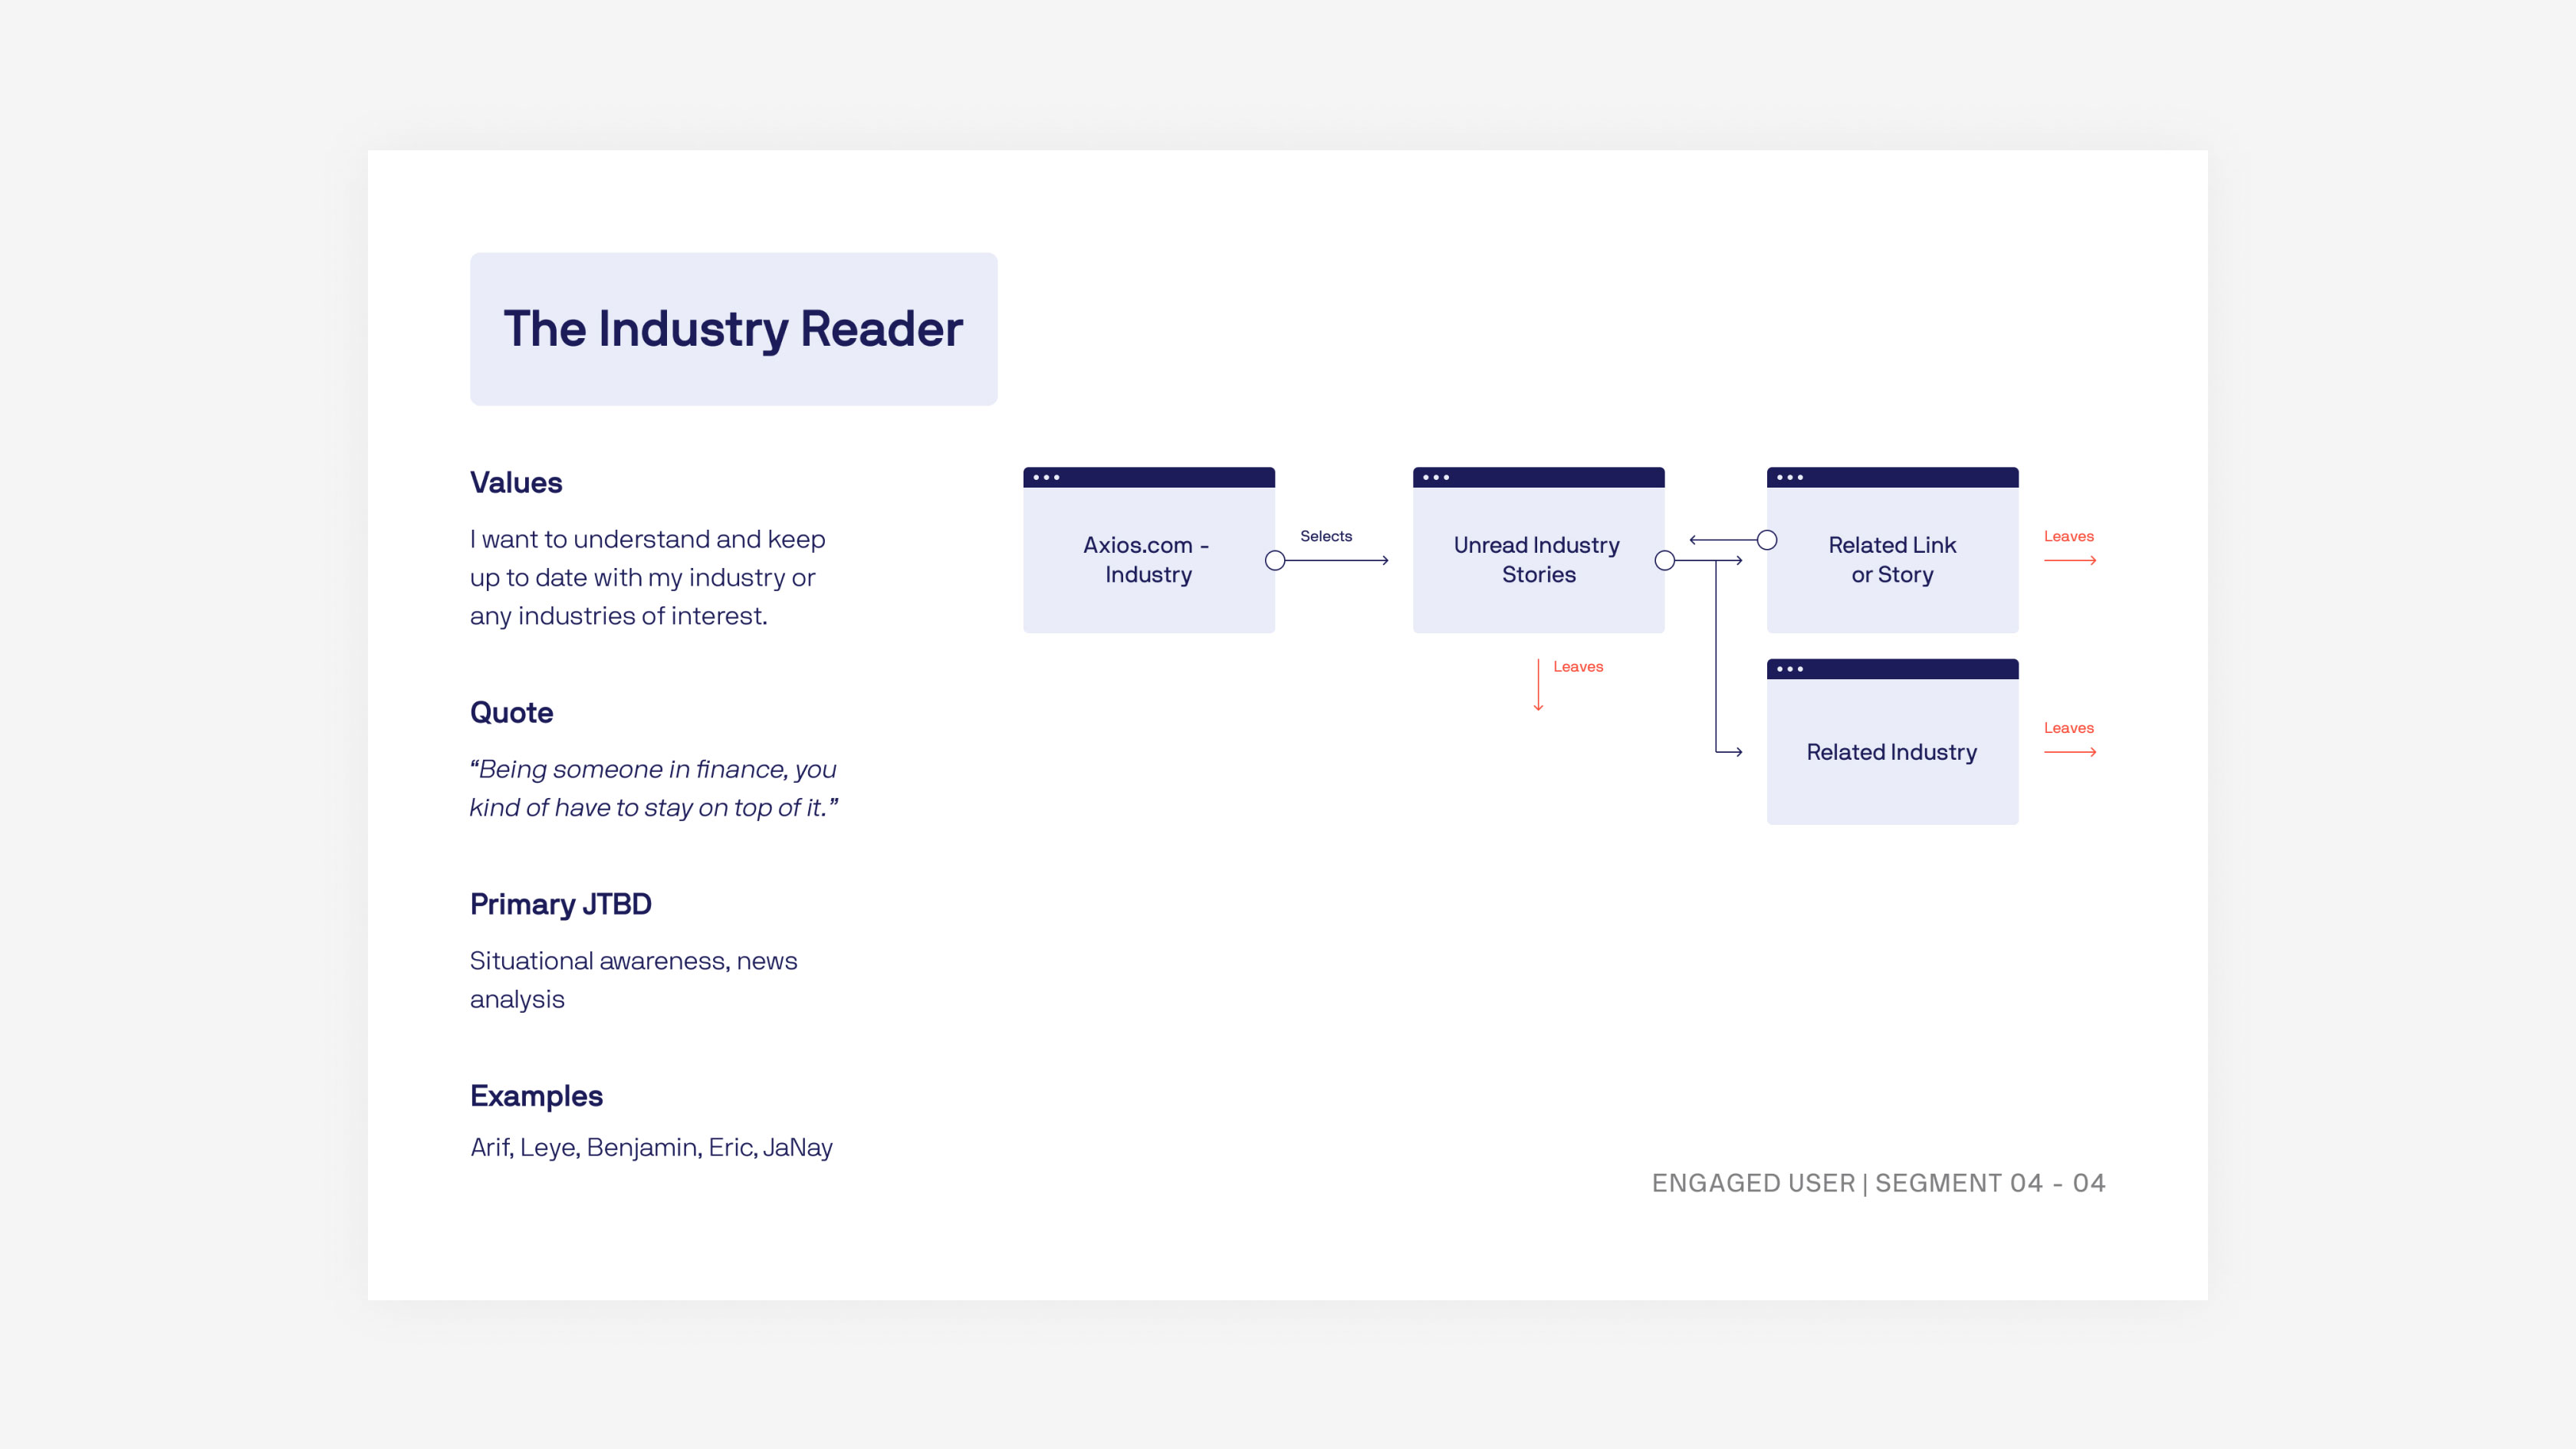 The Industry Reader
Values
I want to understand and keep
up to date with my industry or
any industries of interest.
Quote
“Being someone in finance, you
kind of have to stay on top of it.”
Primary JTBD
Situational awareness, news
analysis
Examples
Arif, Leye, Benjamin, Eric, JaNay
Axios.com -
Industry
Selects
Unread Industry
Stories
Leaves
Related Link
or Story
Leaves
Related Industry
Leaves
ENGAGED USER | SEGMENT 04 - 04